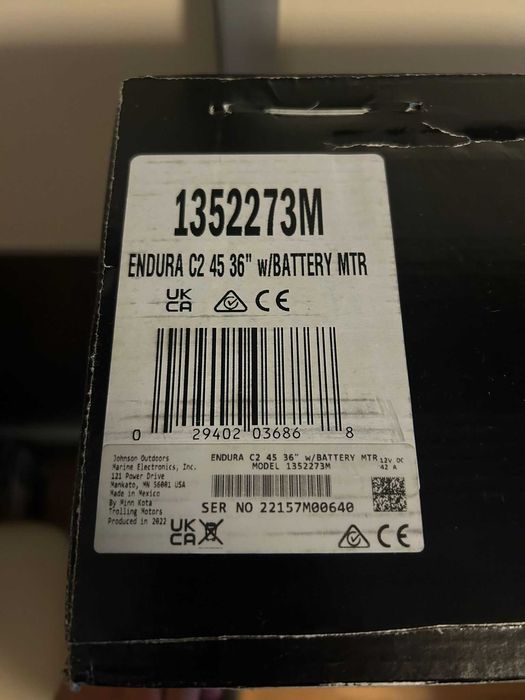 1352273M
ENDURA C2 45 36" w/BATTERY MTR
UK
CA
CE
0 29402 03686 8
Johnson Outdoors
Marine Electronics, Inc.
121 Power Drive
Mankato, MN 56001 USA
Made in Mexico
By Minn Kota
Trolling Motors
Produced in 2022
ENDURA C2 45 36" w/BATTERY MTR
MODEL 1352273M
12V DC
42 A
SER NO 22157M00640
UK
CA
CE